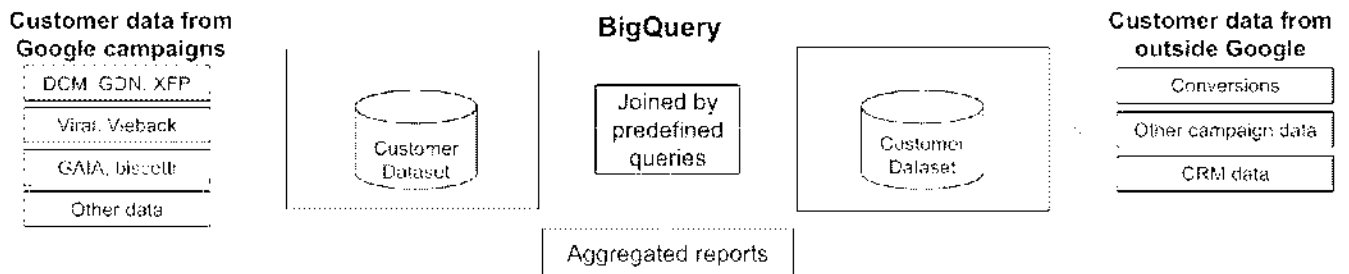 Customer data from
Google campaigns
DCM, GDN, XFP
Viral, Vieback
GAIA, biscotti
Other data
BigQuery
Customer
Dataset
Joined by
predefined
queries
Customer
Dataset
Aggregated reports
Customer data from
outside Google
Conversions
Other campaign data
CRM data